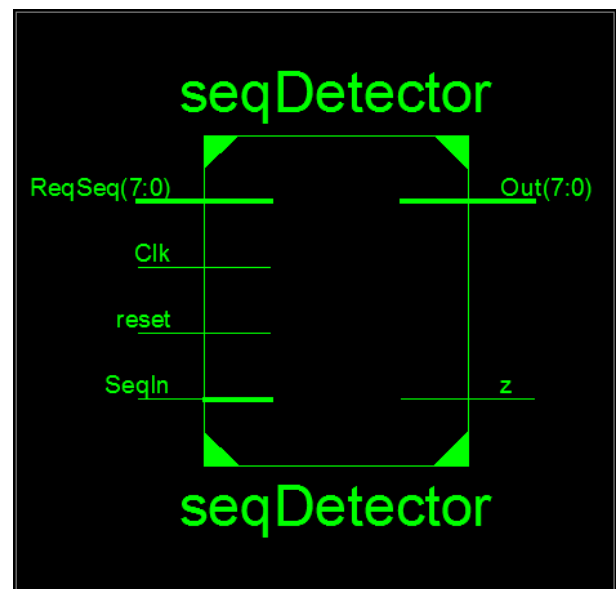 seqDetector
ReqSeq(7:0) Out(7:0)
Clk
reset
SeqIn z
seqDetector